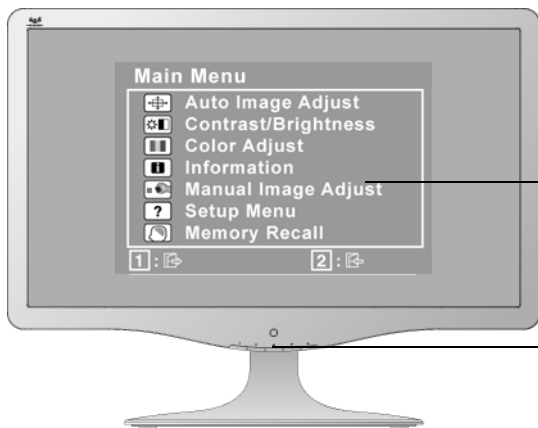 Main Menu
Auto Image Adjust
Contrast/Brightness
Color Adjust
Information
Manual Image Adjust
Setup Menu
Memory Recall
1 : 2 :